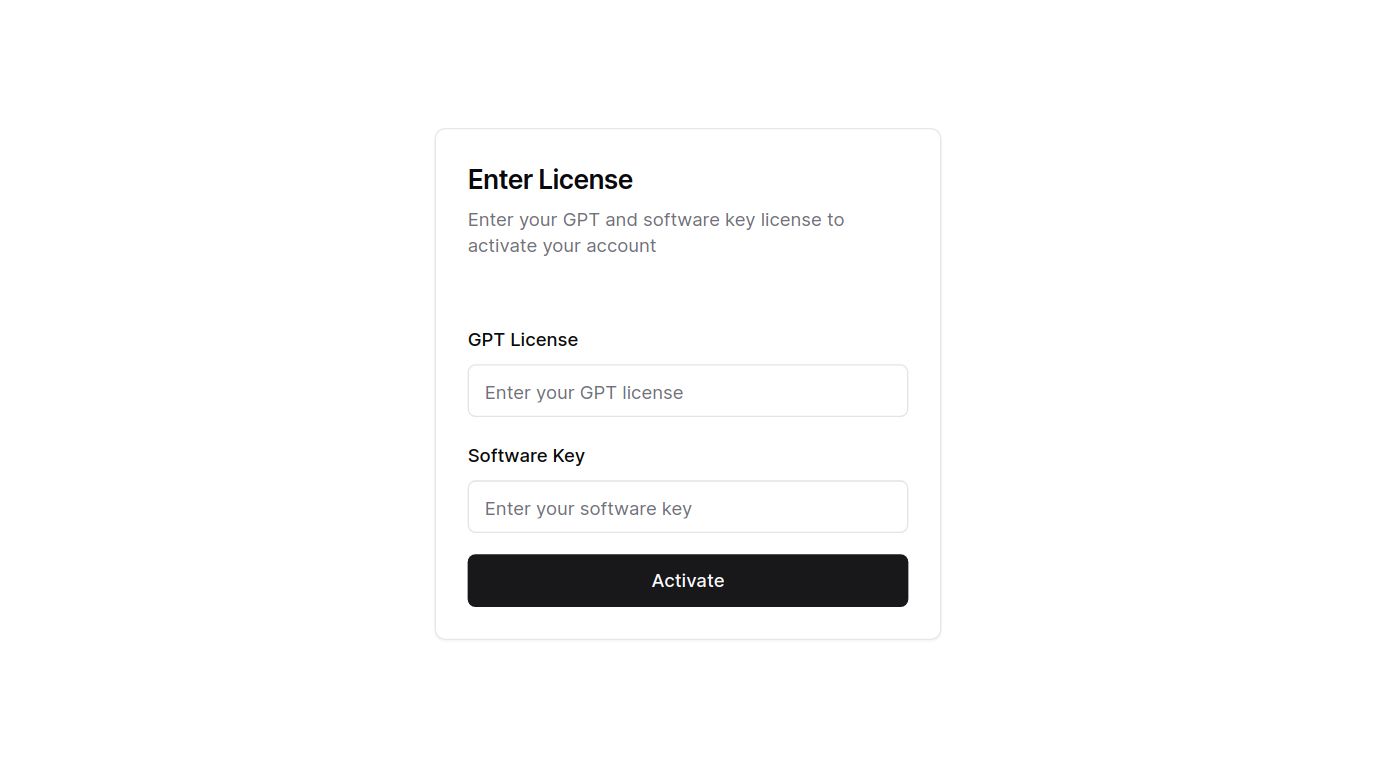 Enter License
Enter your GPT and software key license to
activate your account
GPT License
Enter your GPT license
Software Key
Enter your software key
Activate